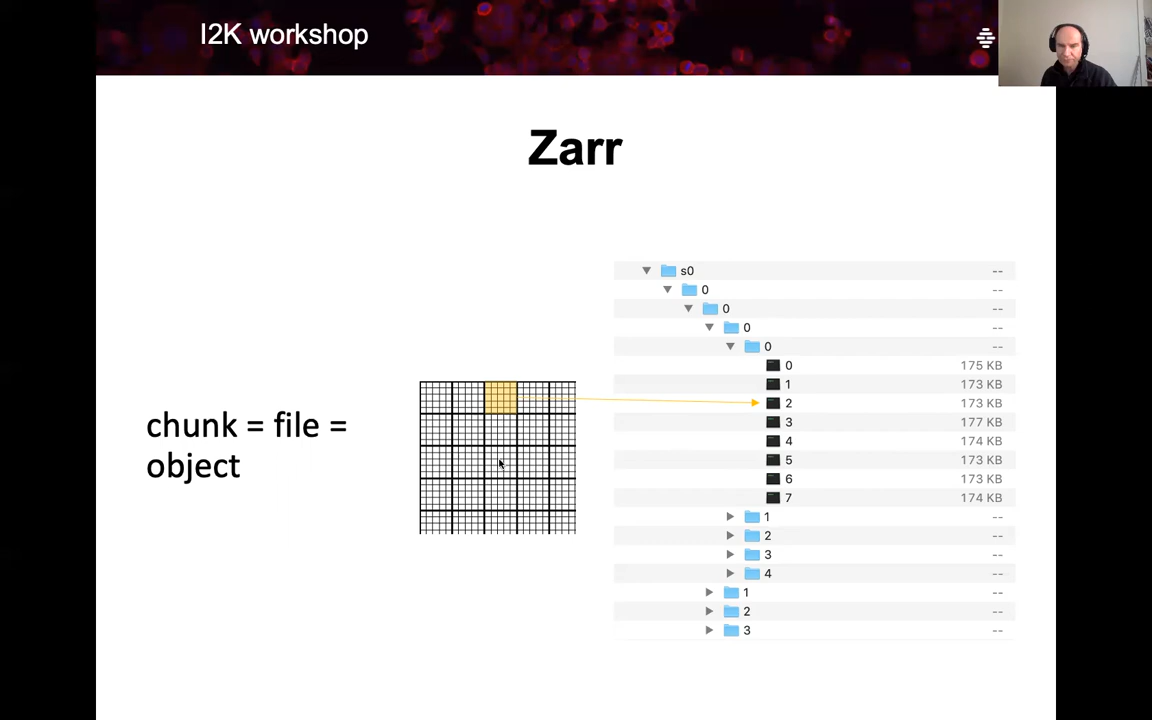 I2K workshop
Zarr
chunk = file =
object
s0 --
0 --
0 --
0 --
0 --
0 175 KB
1 173 KB
2 173 KB
3 177 KB
4 174 KB
5 173 KB
6 173 KB
7 174 KB
1 --
2 --
3 --
4 --
1 --
2 --
3 --